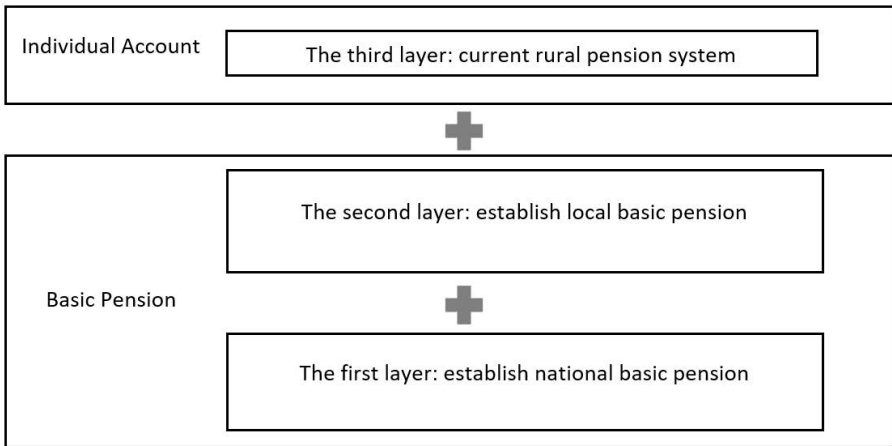 Individual Account
The third layer: current rural pension system
The second layer: establish local basic pension
Basic Pension
The first layer: establish national basic pension